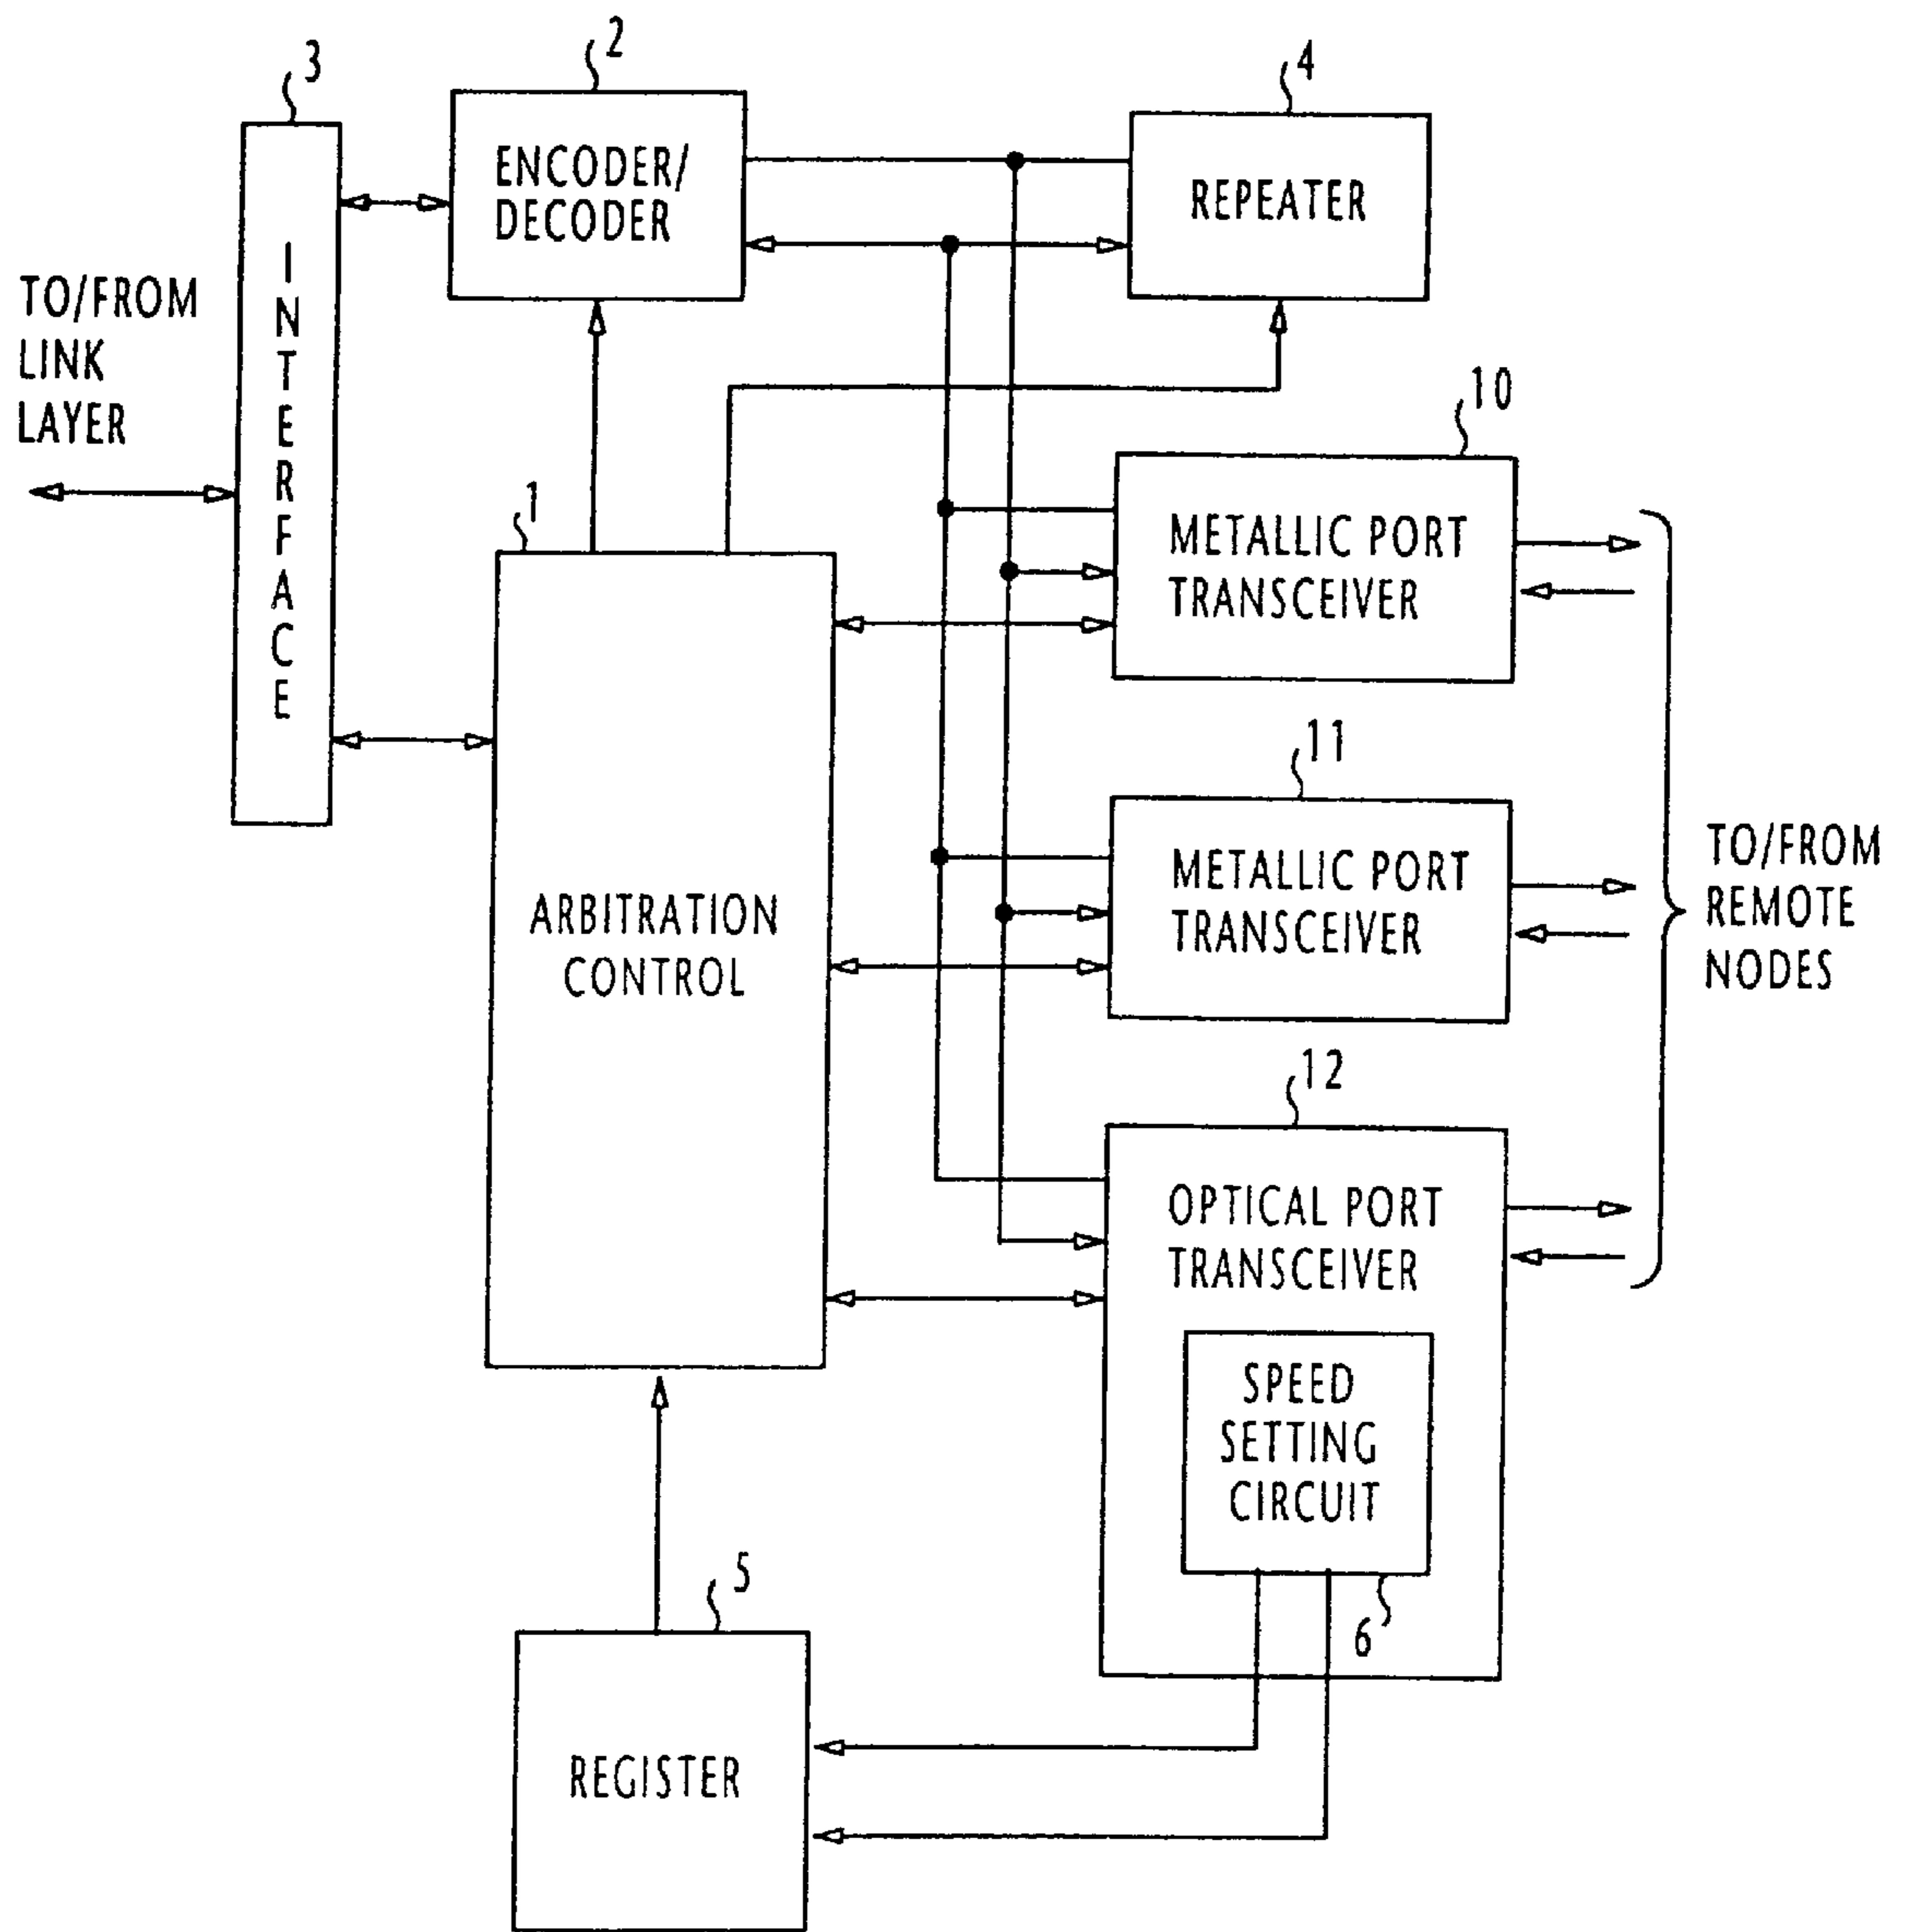 2
3
4
ENCODER/
DECODER
REPEATER
TO/FROM
LINK
LAYER
INTERFACE
10
1
METALLIC PORT
TRANSCEIVER
11
METALLIC PORT
TRANSCEIVER
TO/FROM
REMOTE
NODES
ARBITRATION
CONTROL
12
OPTICAL PORT
TRANSCEIVER
SPEED
SETTING
CIRCUIT
5
6
REGISTER